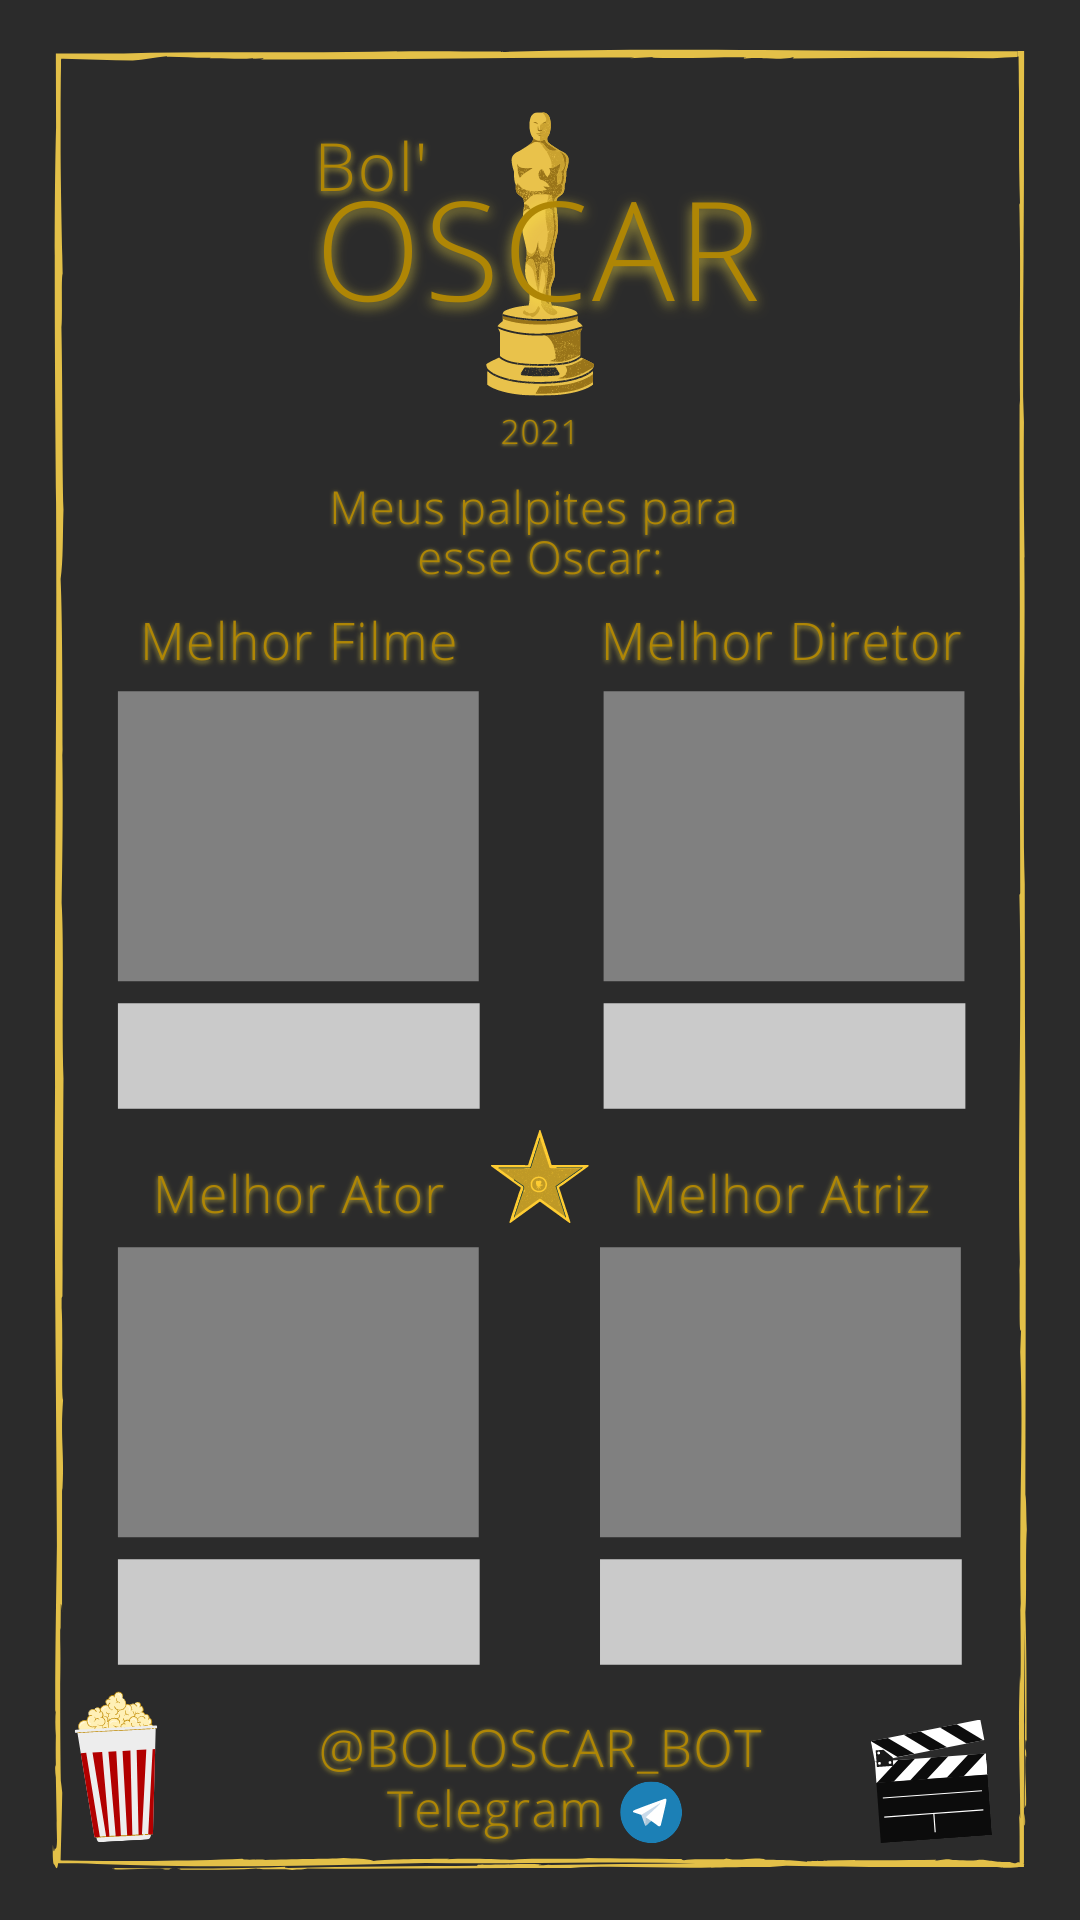 Bol'
OSCAR
2021
Meus palpites para
esse Oscar:
Melhor Filme
Melhor Diretor
Melhor Ator
Melhor Atriz
@BOLOSCAR_BOT
Telegram